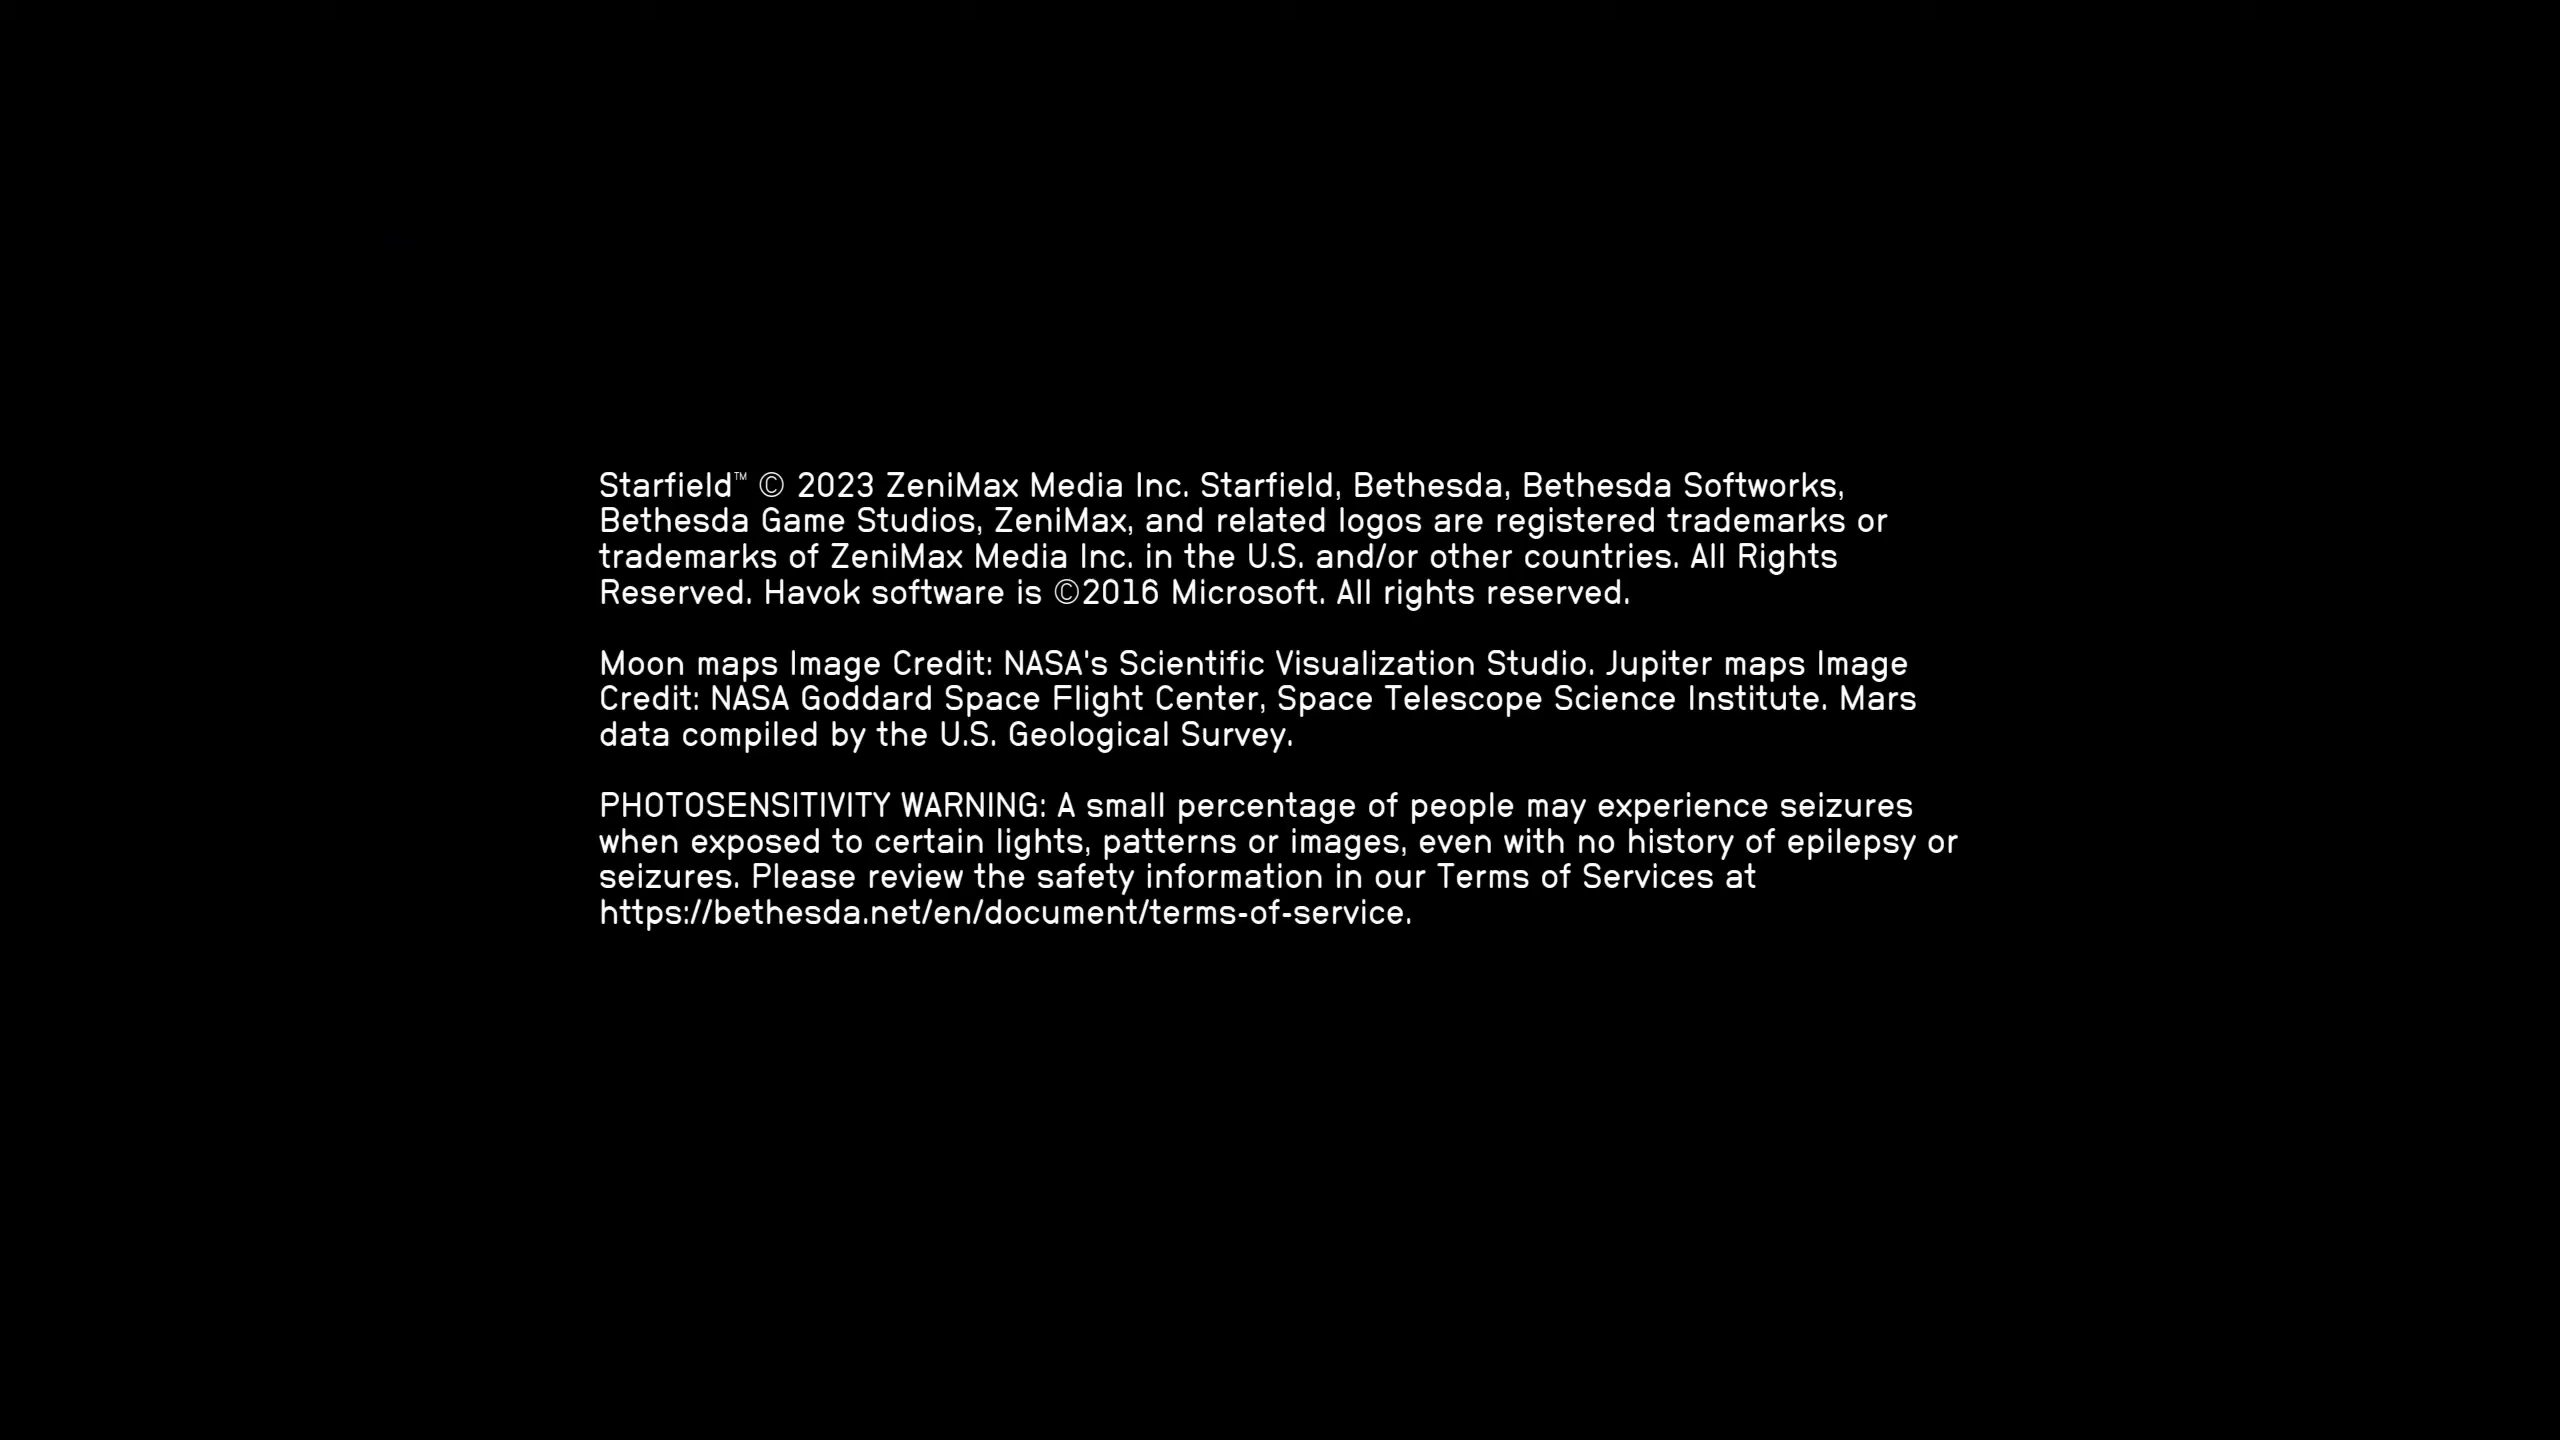 Starfield™ © 2023 ZeniMax Media Inc. Starfield, Bethesda, Bethesda Softworks,
Bethesda Game Studios, ZeniMax, and related logos are registered trademarks or
trademarks of ZeniMax Media Inc. in the U.S. and/or other countries. All Rights
Reserved. Havok software is ©2016 Microsoft. All rights reserved.
Moon maps Image Credit: NASA's Scientific Visualization Studio. Jupiter maps Image
Credit: NASA Goddard Space Flight Center, Space Telescope Science Institute. Mars
data compiled by the U.S. Geological Survey.
PHOTOSENSITIVITY WARNING: A small percentage of people may experience seizures
when exposed to certain lights, patterns or images, even with no history of epilepsy or
seizures. Please review the safety information in our Terms of Services at
https://bethesda.net/en/document/terms-of-service.